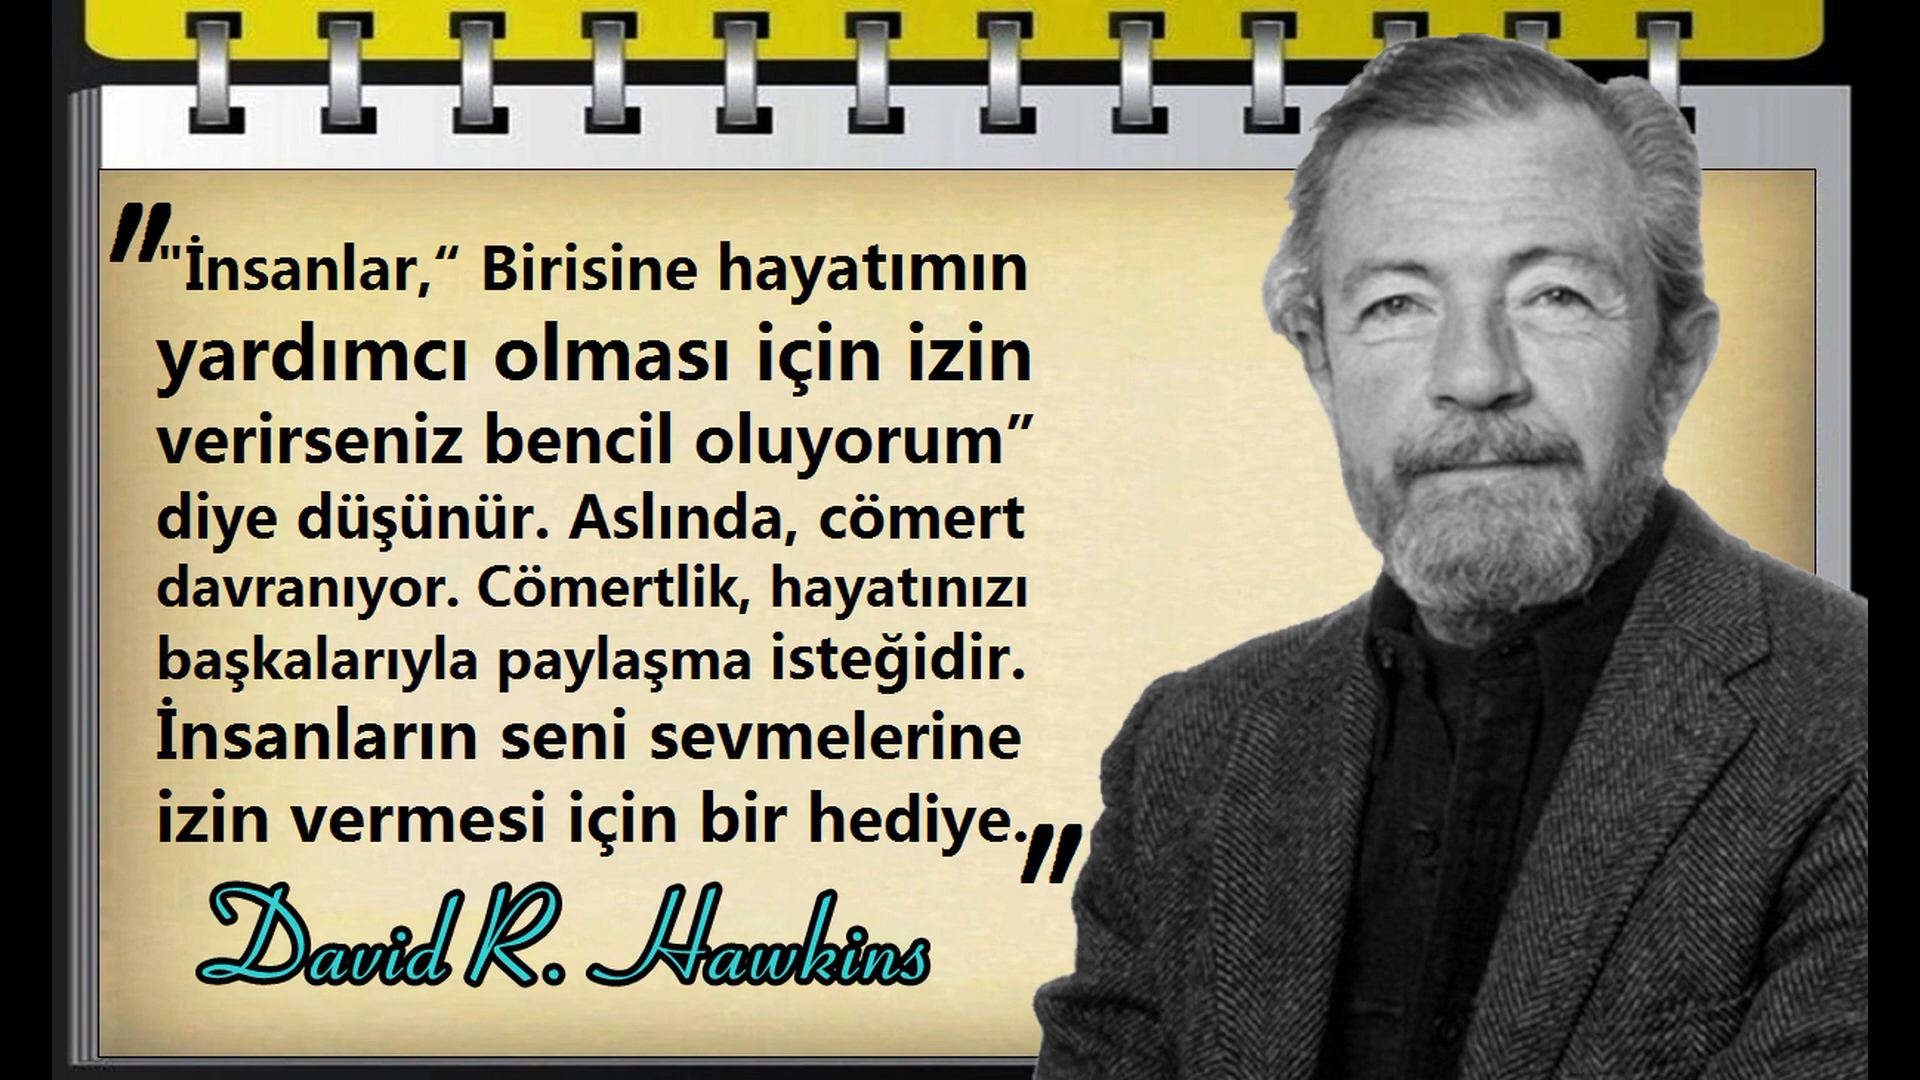 ""İnsanlar,“ Birisine hayatımın
yardımcı olması için izin
verirseniz bencil oluyorum”
diye düşünür. Aslında, cömert
davranıyor. Cömertlik, hayatınızı
başkalarıyla paylaşma isteğidir.
İnsanların seni sevmelerine
izin vermesi için bir hediye."
David R. Hawkins